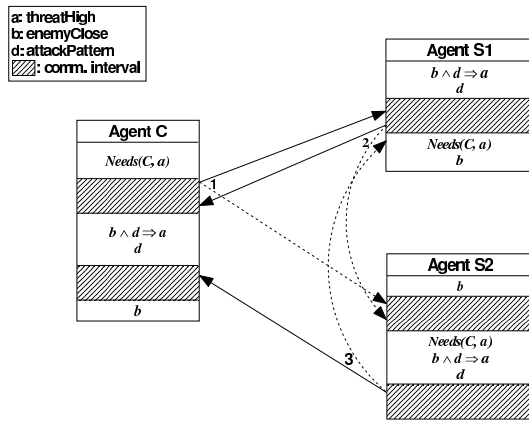 a: threatHigh
b: enemyClose
d: attackPattern
: comm. interval
Agent S1
b ∧ d ⇒ a
d
Needs(C, a)
b
Agent C
Needs(C, a)
b ∧ d ⇒ a
d
b
1
2
3
Agent S2
b
Needs(C, a)
b ∧ d ⇒ a
d